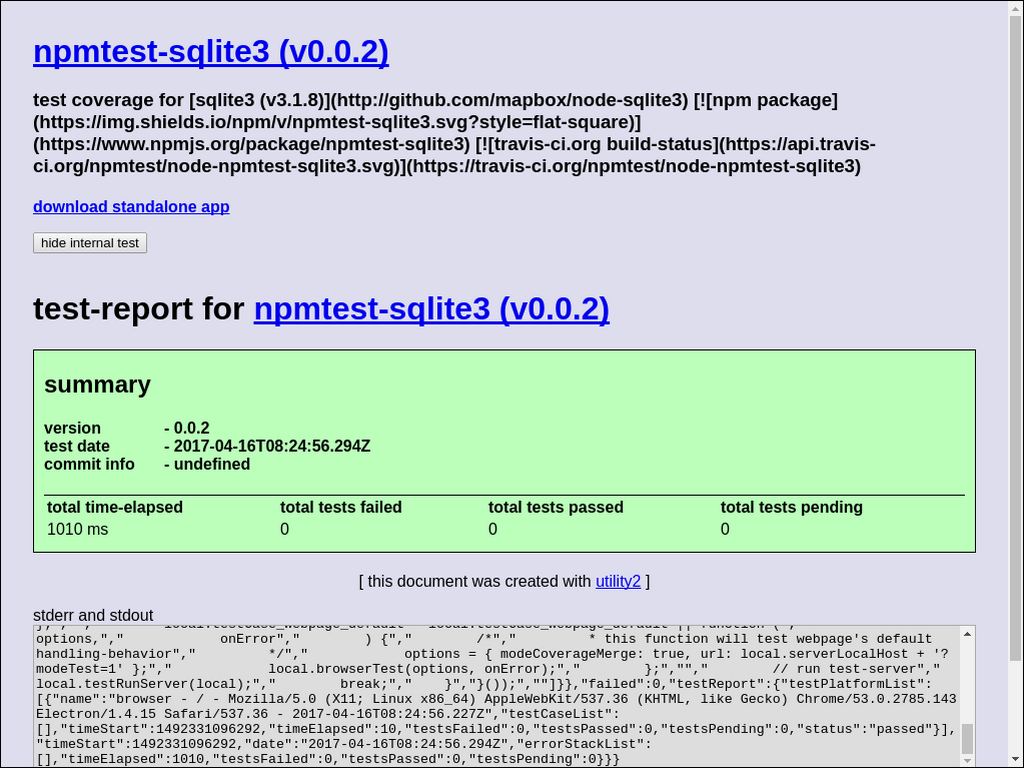 npmtest-sqlite3 (v0.0.2)
test coverage for [sqlite3 (v3.1.8)](http://github.com/mapbox/node-sqlite3) [![npm package]
(https://img.shields.io/npm/v/npmtest-sqlite3.svg?style=flat-square)]
(https://www.npmjs.org/package/npmtest-sqlite3) [![travis-ci.org build-status](https://api.travis-
ci.org/npmtest/node-npmtest-sqlite3.svg)](https://travis-ci.org/npmtest/node-npmtest-sqlite3)
download standalone app
hide internal test
test-report for npmtest-sqlite3 (v0.0.2)
summary
version - 0.0.2
test date - 2017-04-16T08:24:56.294Z
commit info - undefined
total time-elapsed total tests failed total tests passed total tests pending
1010 ms 0 0 0
[ this document was created with utility2 ]
stderr and stdout
options,","            onError","        ) {","        /*","         * this function will test webpage's default
handling-behavior","         */","            options = { modeCoverageMerge: true, url: local.serverLocalHost + '?
modeTest=1' };","            local.browserTest(options, onError);","        };","","        // run test-server","
local.testRunServer(local);","        break;","    }","}());",""]}},"failed":0,"testReport":{"testPlatformList":
[{"name":"browser - / - Mozilla/5.0 (X11; Linux x86_64) AppleWebKit/537.36 (KHTML, like Gecko) Chrome/53.0.2785.143
Electron/1.4.15 Safari/537.36 - 2017-04-16T08:24:56.227Z","testCaseList":
[],"timeStart":1492331096292,"timeElapsed":10,"testsFailed":0,"testsPassed":0,"testsPending":0,"status":"passed"}],
"timeStart":1492331096292,"date":"2017-04-16T08:24:56.294Z","errorStackList":
[],"timeElapsed":1010,"testsFailed":0,"testsPassed":0,"testsPending":0}}}